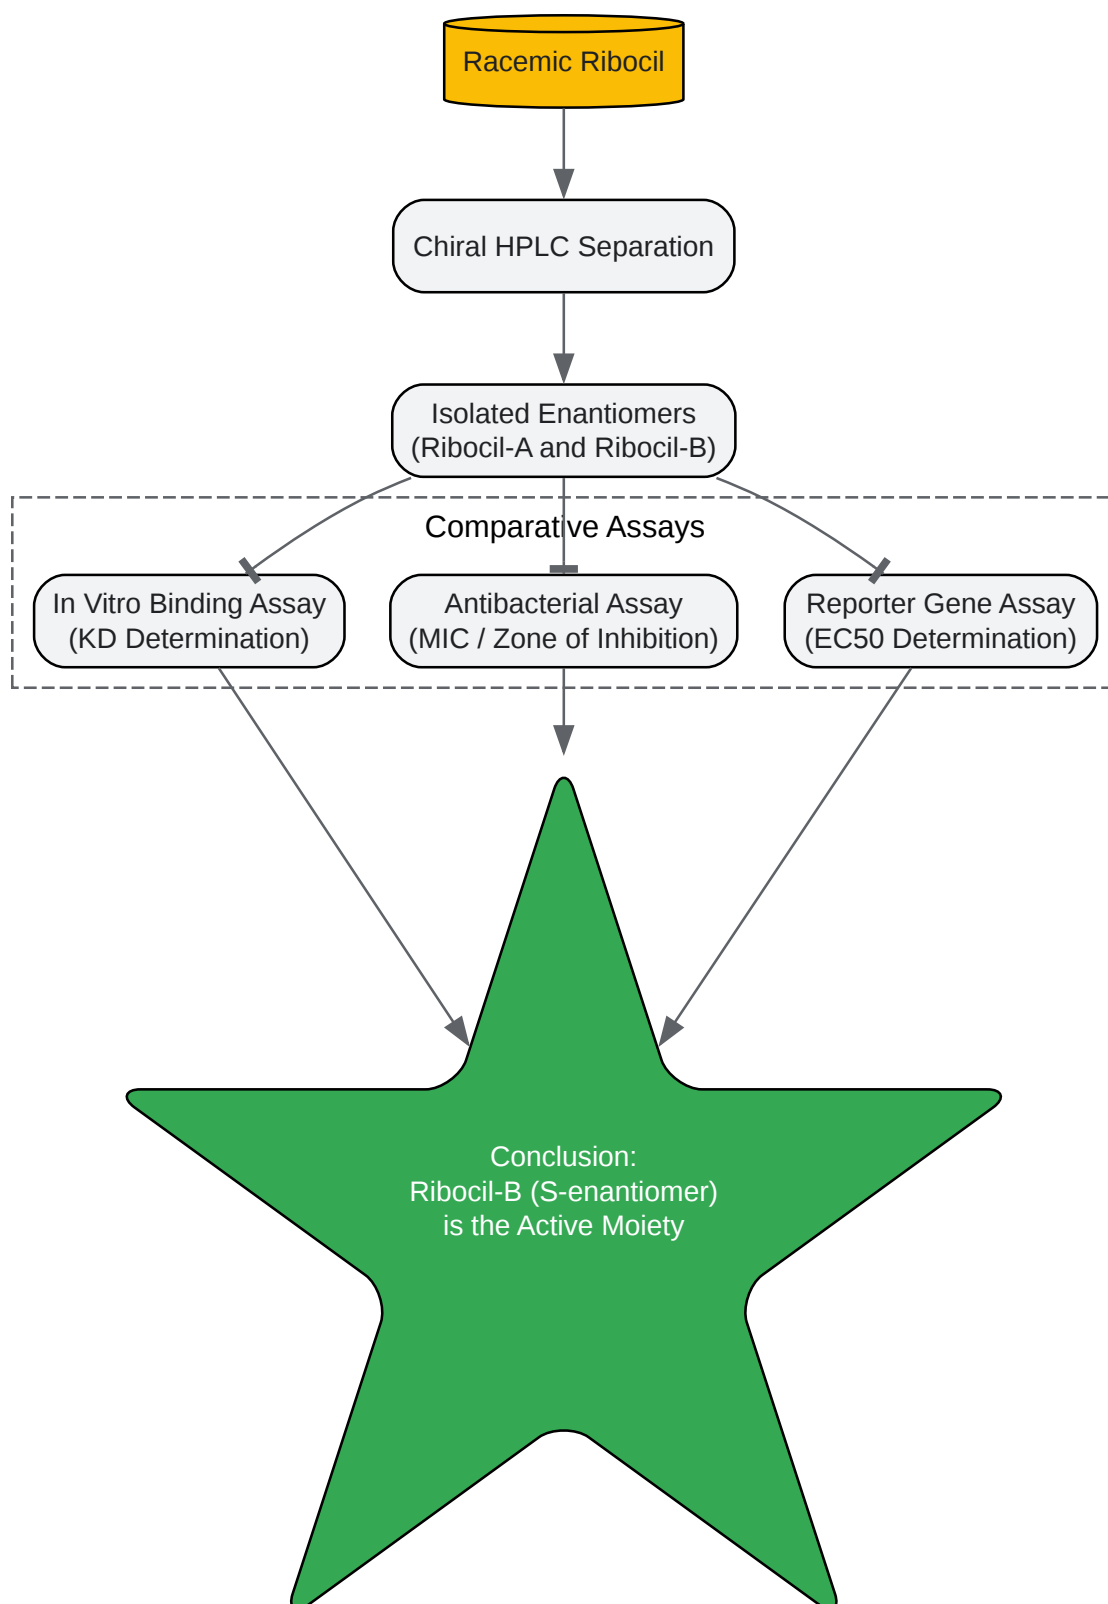 Racemic Ribocil
Chiral HPLC Separation
Isolated Enantiomers
(Ribocil-A and Ribocil-B)
Comparative Assays
In Vitro Binding Assay
(KD Determination)
Antibacterial Assay
(MIC / Zone of Inhibition)
Reporter Gene Assay
(EC50 Determination)
Conclusion:
Ribocil-B (S-enantiomer)
is the Active Moiety